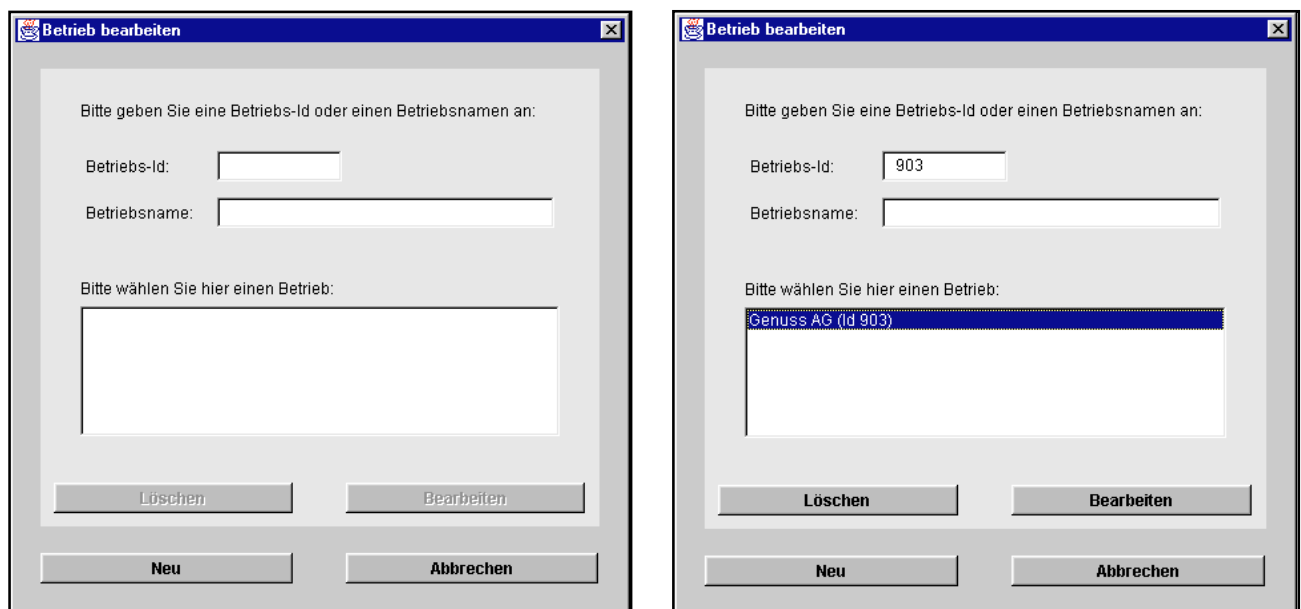 Betrieb bearbeiten
Bitte geben Sie eine Betriebs-Id oder einen Betriebsnamen an:
Betriebs-Id:
Betriebsname:
Bitte wählen Sie hier einen Betrieb:
Löschen Bearbeiten
Neu Abbrechen
Betrieb bearbeiten
Bitte geben Sie eine Betriebs-Id oder einen Betriebsnamen an:
Betriebs-Id: 903
Betriebsname:
Bitte wählen Sie hier einen Betrieb:
Genuss AG (Id 903)
Löschen Bearbeiten
Neu Abbrechen